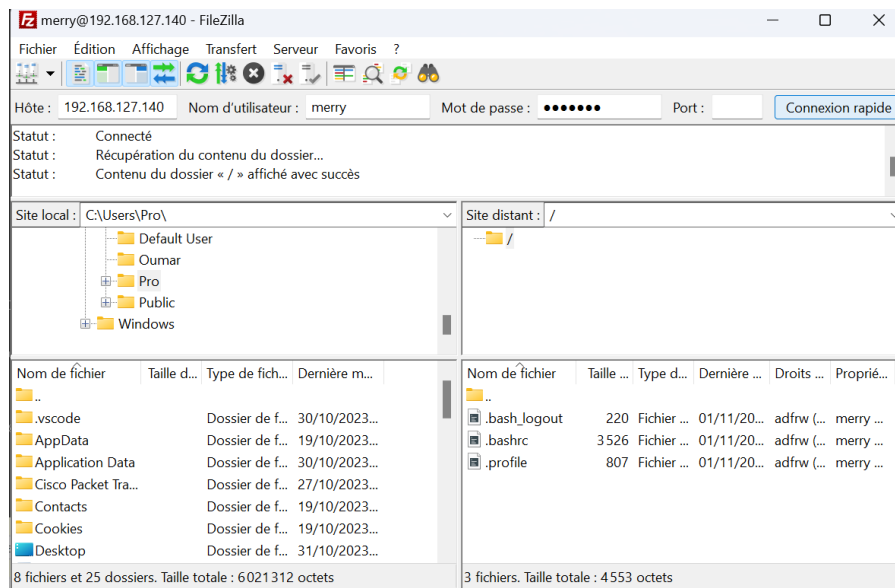 merry@192.168.127.140 - FileZilla
Fichier Édition Affichage Transfert Serveur Favoris ?
Hôte : 192.168.127.140 Nom d'utilisateur : merry Mot de passe : ●●●●●●● Port : Connexion rapide
Statut : Connecté
Statut : Récupération du contenu du dossier...
Statut : Contenu du dossier « / » affiché avec succès
Site local : C:\Users\Pro\
Default User
Oumar
Pro
Public
Windows
Site distant : /
/
Nom de fichier Taille d... Type de fich... Dernière m...
..
.vscode Dossier de f... 30/10/2023...
AppData Dossier de f... 19/10/2023...
Application Data Dossier de f... 30/10/2023...
Cisco Packet Tra... Dossier de f... 27/10/2023...
Contacts Dossier de f... 19/10/2023...
Cookies Dossier de f... 19/10/2023...
Desktop Dossier de f... 31/10/2023...
8 fichiers et 25 dossiers. Taille totale : 6 021 312 octets
Nom de fichier Taille ... Type d... Dernière ... Droits ... Proprié...
..
.bash_logout 220 Fichier ... 01/11/20... adfrw (... merry ...
.bashrc 3 526 Fichier ... 01/11/20... adfrw (... merry ...
.profile 807 Fichier ... 01/11/20... adfrw (... merry ...
3 fichiers. Taille totale : 4 553 octets